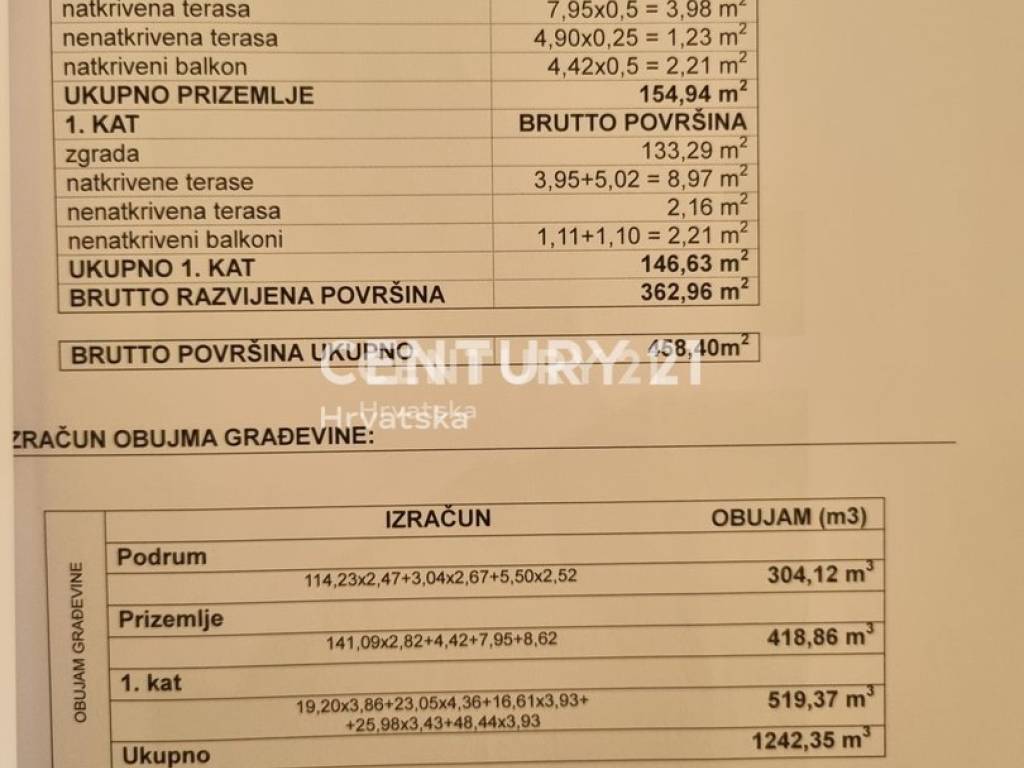 natkrivena terasa 7,95x0,5 = 3,98 m²
nenatkrivena terasa 4,90x0,25 = 1,23 m²
natkriveni balkon 4,42x0,5 = 2,21 m²
UKUPNO PRIZEMLJE 154,94 m²
1. KAT BRUTTO POVRŠINA
zgrada 133,29 m²
natkrivene terase 3,95+5,02 = 8,97 m²
nenatkrivena terasa 2,16 m²
nenatkriveni balkoni 1,11+1,10 = 2,21 m²
UKUPNO 1. KAT 146,63 m²
BRUTTO RAZVIJENA POVRŠINA 362,96 m²
BRUTTO POVRŠINA UKUPNO 458,40m²
CENTURY 21
Hrvatska
Hrvatska
ZRAČUN OBUJMA GRAĐEVINE:
OBUJAM GRAĐEVINE
IZRAČUN OBUJAM (m3)
Podrum
114,23x2,47+3,04x2,67+5,50x2,52 304,12 m³
Prizemlje
141,09x2,82+4,42+7,95+8,62 418,86 m³
1. kat
19,20x3,86+23,05x4,36+16,61x3,93+ 519,37 m³
+25,98x3,43+48,44x3,93
Ukupno 1242,35 m³